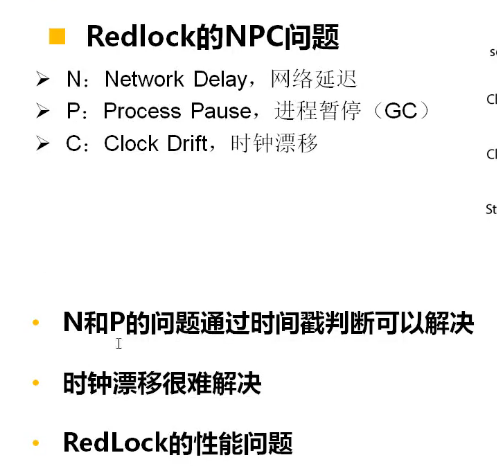 Redlock的NPC问题
N：Network Delay，网络延迟
P：Process Pause，进程暂停（GC）
C：Clock Drift，时钟漂移
N和P的问题通过时间戳判断可以解决
时钟漂移很难解决
RedLock的性能问题